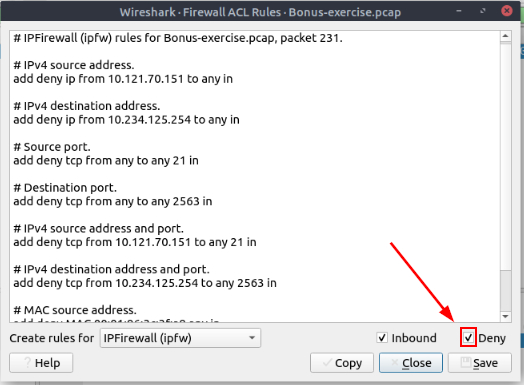 Wireshark · Firewall ACL Rules · Bonus-exercise.pcap
# IPFirewall (ipfw) rules for Bonus-exercise.pcap, packet 231.
# IPv4 source address.
add deny ip from 10.121.70.151 to any in
# IPv4 destination address.
add deny ip from 10.234.125.254 to any in
# Source port.
add deny tcp from any to any 21 in
# Destination port.
add deny tcp from any to any 2563 in
# IPv4 source address and port.
add deny tcp from 10.121.70.151 to any 21 in
# IPv4 destination address and port.
add deny tcp from 10.234.125.254 to any 2563 in
# MAC source address.
Create rules for IPFirewall (ipfw) Inbound Deny
Help Copy Close Save